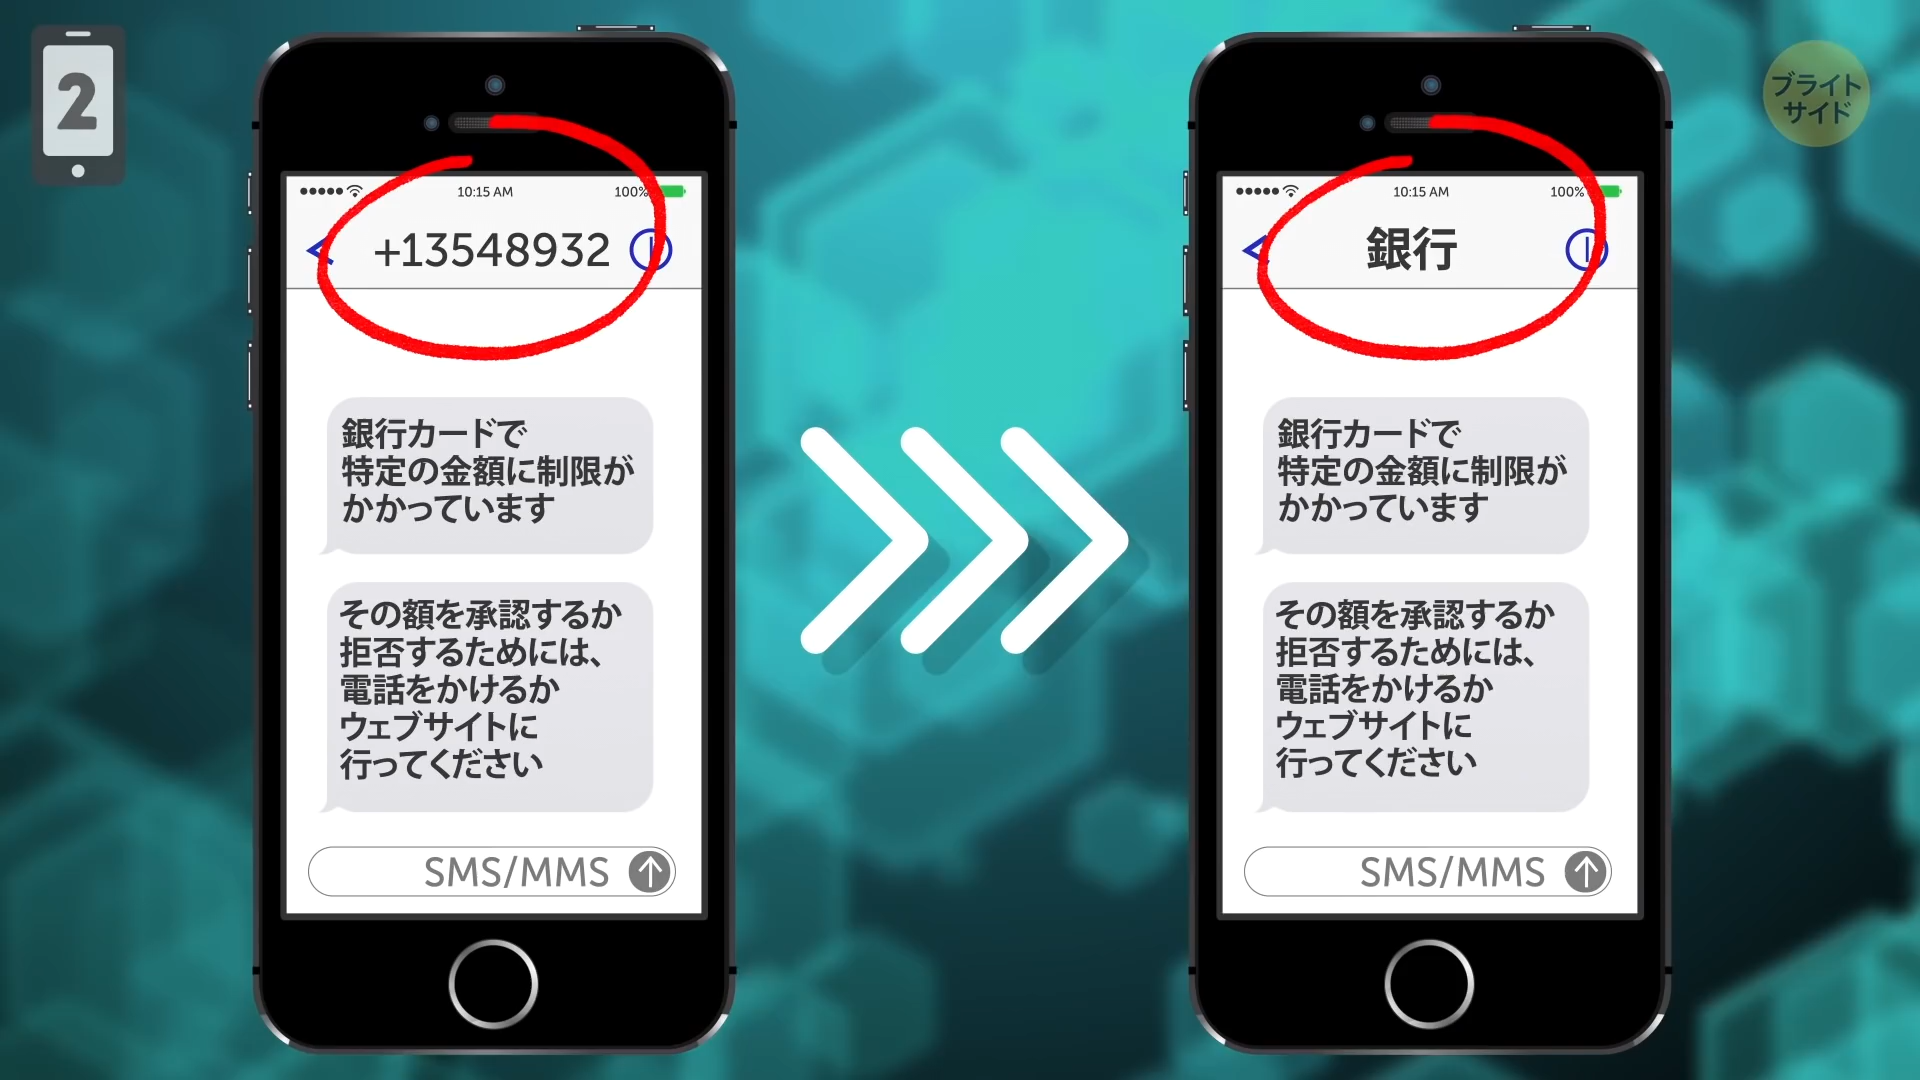 2
ブライト
サイド
10:15 AM
100%
+13548932
銀行カードで
特定の金額に制限が
かかっています
その額を承認するか
拒否するためには、
電話をかけるか
ウェブサイトに
行ってください
SMS/MMS
10:15 AM
100%
銀行
銀行カードで
特定の金額に制限が
かかっています
その額を承認するか
拒否するためには、
電話をかけるか
ウェブサイトに
行ってください
SMS/MMS